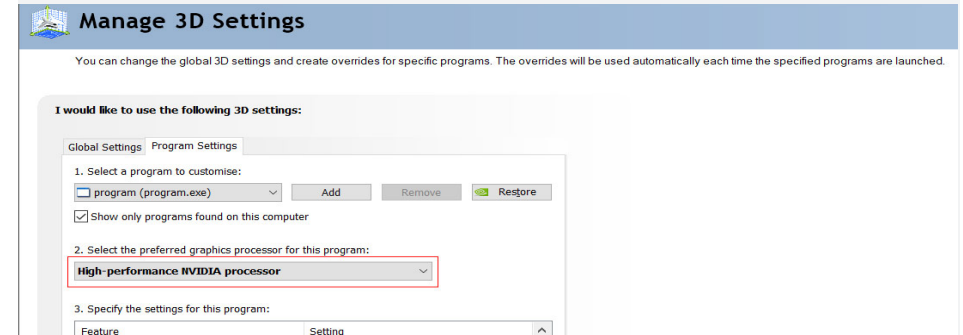 Manage 3D Settings
You can change the global 3D settings and create overrides for specific programs. The overrides will be used automatically each time the specified programs are launched.
I would like to use the following 3D settings:
Global Settings Program Settings
1. Select a program to customise:
program (program.exe) Add Remove Restore
Show only programs found on this computer
2. Select the preferred graphics processor for this program:
High-performance NVIDIA processor
3. Specify the settings for this program:
Feature Setting